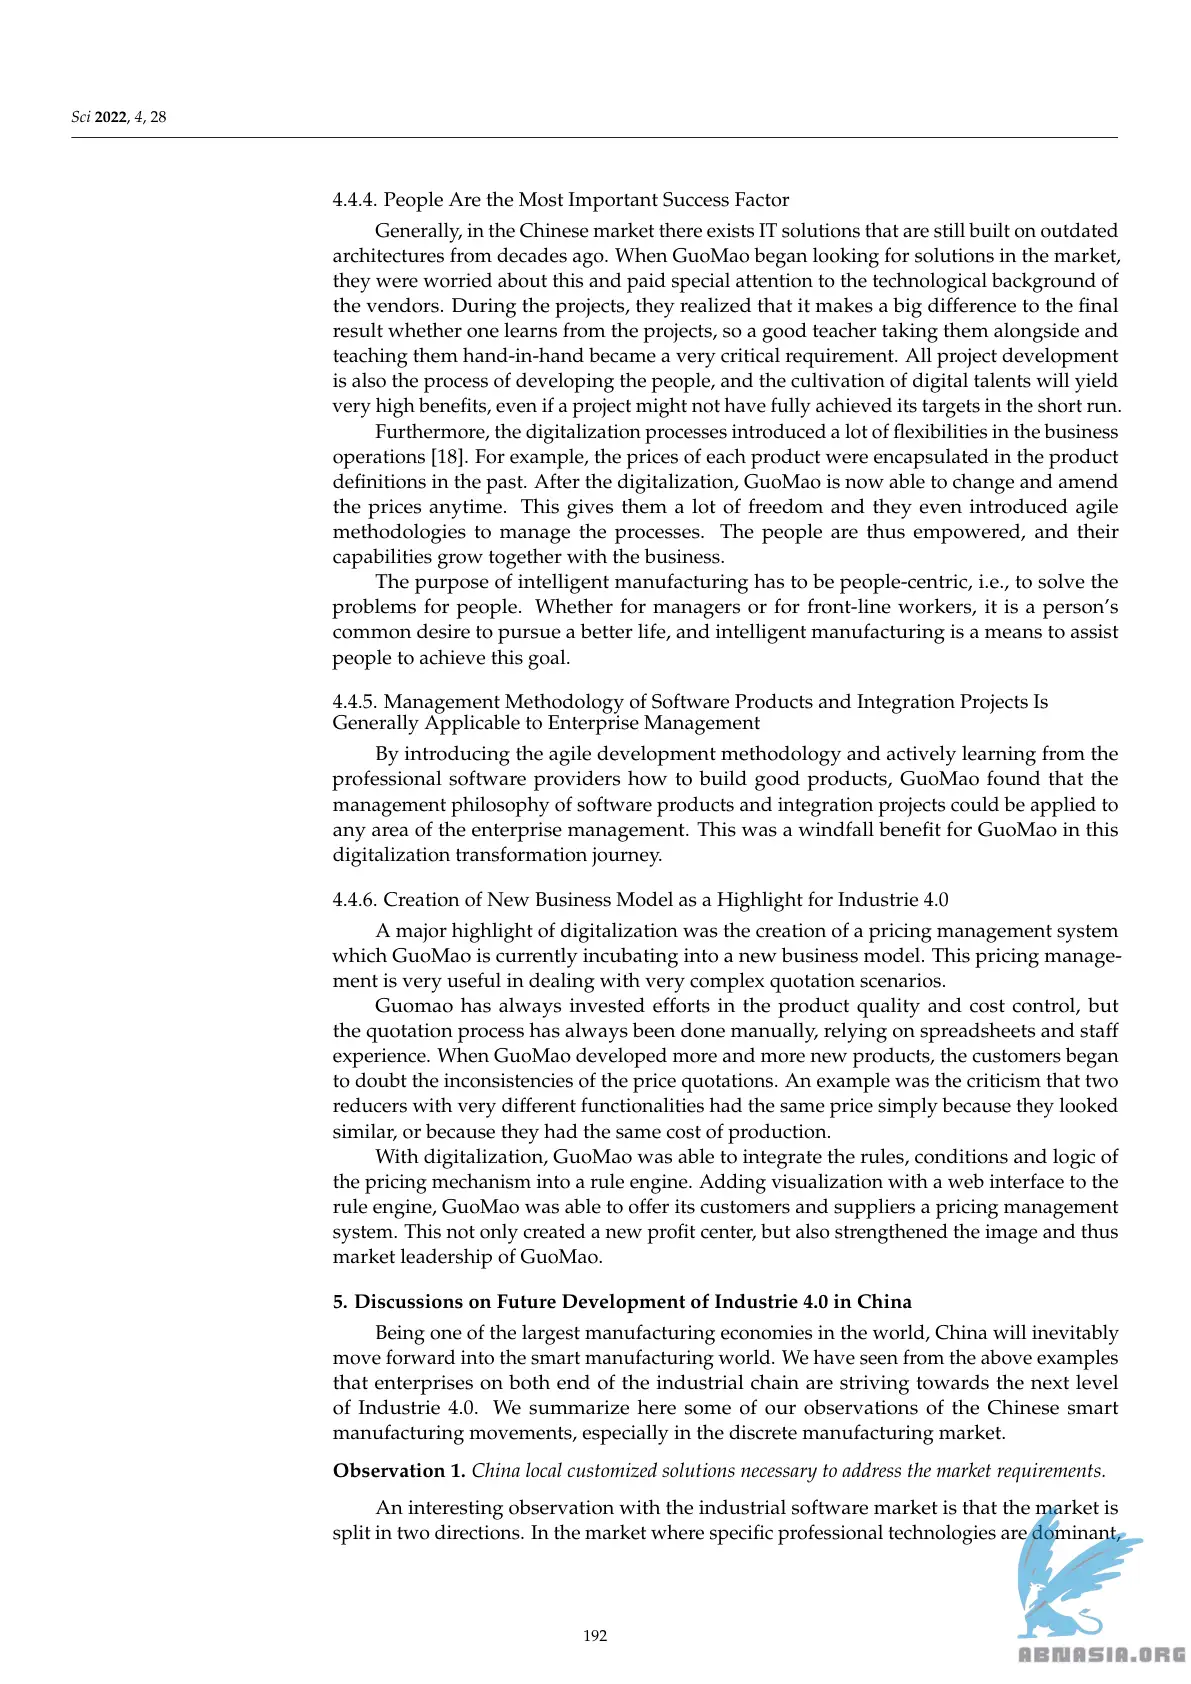 Sci 2022, 4, 28
4.4.4. People Are the Most Important Success Factor
Generally, in the Chinese market there exists IT solutions that are still built on outdated
architectures from decades ago. When GuoMao began looking for solutions in the market,
they were worried about this and paid special attention to the technological background of
the vendors. During the projects, they realized that it makes a big difference to the final
result whether one learns from the projects, so a good teacher taking them alongside and
teaching them hand-in-hand became a very critical requirement. All project development
is also the process of developing the people, and the cultivation of digital talents will yield
very high benefits, even if a project might not have fully achieved its targets in the short run.
Furthermore, the digitalization processes introduced a lot of flexibilities in the business
operations [18]. For example, the prices of each product were encapsulated in the product
definitions in the past. After the digitalization, GuoMao is now able to change and amend
the prices anytime. This gives them a lot of freedom and they even introduced agile
methodologies to manage the processes. The people are thus empowered, and their
capabilities grow together with the business.
The purpose of intelligent manufacturing has to be people-centric, i.e., to solve the
problems for people. Whether for managers or for front-line workers, it is a person's
common desire to pursue a better life, and intelligent manufacturing is a means to assist
people to achieve this goal.
4.4.5. Management Methodology of Software Products and Integration Projects Is
Generally Applicable to Enterprise Management
By introducing the agile development methodology and actively learning from the
professional software providers how to build good products, GuoMao found that the
management philosophy of software products and integration projects could be applied to
any area of the enterprise management. This was a windfall benefit for GuoMao in this
digitalization transformation journey.
4.4.6. Creation of New Business Model as a Highlight for Industrie 4.0
A major highlight of digitalization was the creation of a pricing management system
which GuoMao is currently incubating into a new business model. This pricing manage-
ment is very useful in dealing with very complex quotation scenarios.
Guomao has always invested efforts in the product quality and cost control, but
the quotation process has always been done manually, relying on spreadsheets and staff
experience. When GuoMao developed more and more new products, the customers began
to doubt the inconsistencies of the price quotations. An example was the criticism that two
reducers with very different functionalities had the same price simply because they looked
similar, or because they had the same cost of production.
With digitalization, GuoMao was able to integrate the rules, conditions and logic of
the pricing mechanism into a rule engine. Adding visualization with a web interface to the
rule engine, GuoMao was able to offer its customers and suppliers a pricing management
system. This not only created a new profit center, but also strengthened the image and thus
market leadership of GuoMao.
5. Discussions on Future Development of Industrie 4.0 in China
Being one of the largest manufacturing economies in the world, China will inevitably
move forward into the smart manufacturing world. We have seen from the above examples
that enterprises on both end of the industrial chain are striving towards the next level
of Industrie 4.0. We summarize here some of our observations of the Chinese smart
manufacturing movements, especially in the discrete manufacturing market.
Observation 1. China local customized solutions necessary to address the market requirements.
An interesting observation with the industrial software market is that the market is
split in two directions. In the market where specific professional technologies are dominant,
192
ABNASIA.ORG